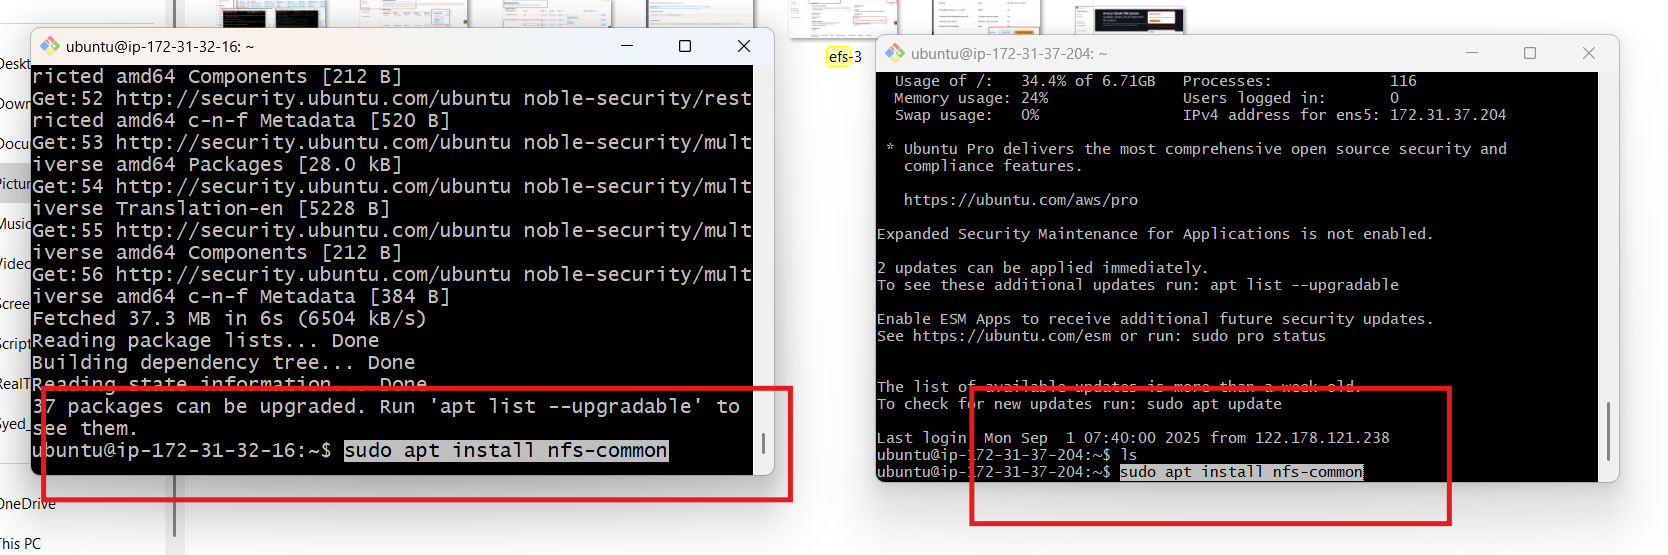 ubuntu@ip-172-31-32-16: ~
ricted amd64 Components [212 B]
Get:52 http://security.ubuntu.com/ubuntu noble-security/rest
ricted amd64 c-n-f Metadata [520 B]
Get:53 http://security.ubuntu.com/ubuntu noble-security/mult
iverse amd64 Packages [28.0 kB]
Get:54 http://security.ubuntu.com/ubuntu noble-security/mult
iverse Translation-en [5228 B]
Get:55 http://security.ubuntu.com/ubuntu noble-security/mult
iverse amd64 Components [212 B]
Get:56 http://security.ubuntu.com/ubuntu noble-security/mult
iverse amd64 c-n-f Metadata [384 B]
Fetched 37.3 MB in 6s (6504 kB/s)
Reading package lists... Done
Building dependency tree... Done
Reading state information... Done
37 packages can be upgraded. Run 'apt list --upgradable' to
see them.
ubuntu@ip-172-31-32-16:~$ sudo apt install nfs-common
efs-3
ubuntu@ip-172-31-37-204: ~
Usage of /: 34.4% of 6.71GB Processes: 116
Memory usage: 24% Users logged in: 0
Swap usage: 0% IPv4 address for ens5: 172.31.37.204
* Ubuntu Pro delivers the most comprehensive open source security and
compliance features.
https://ubuntu.com/aws/pro
Expanded Security Maintenance for Applications is not enabled.
2 updates can be applied immediately.
To see these additional updates run: apt list --upgradable
Enable ESM Apps to receive additional future security updates.
See https://ubuntu.com/esm or run: sudo pro status
The list of available updates is more than a week old.
To check for new updates run: sudo apt update
Last login: Mon Sep 1 07:40:00 2025 from 122.178.121.238
ubuntu@ip-172-31-37-204:~$ ls
ubuntu@ip-172-31-37-204:~$ sudo apt install nfs-common
Deskt
Down
Docu
Pictur
Music
Video
Scree
Script
RealT
Syed_
OneDrive
This PC